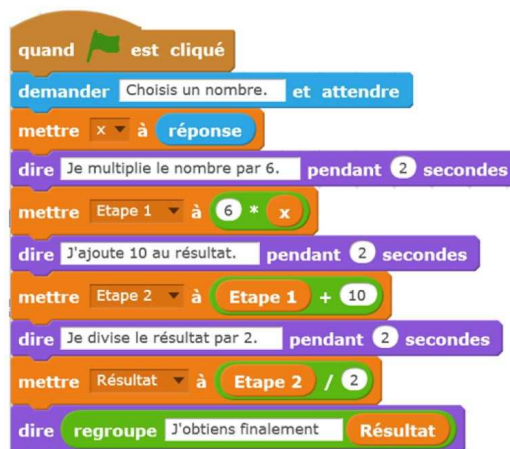 quand est cliqué
demander Choisis un nombre. et attendre
mettre x à réponse
dire Je multiplie le nombre par 6. pendant 2 secondes
mettre Etape 1 à 6 * x
dire J'ajoute 10 au résultat. pendant 2 secondes
mettre Etape 2 à Etape 1 + 10
dire Je divise le résultat par 2. pendant 2 secondes
mettre Résultat à Etape 2 / 2
dire regroupe J'obtiens finalement Résultat